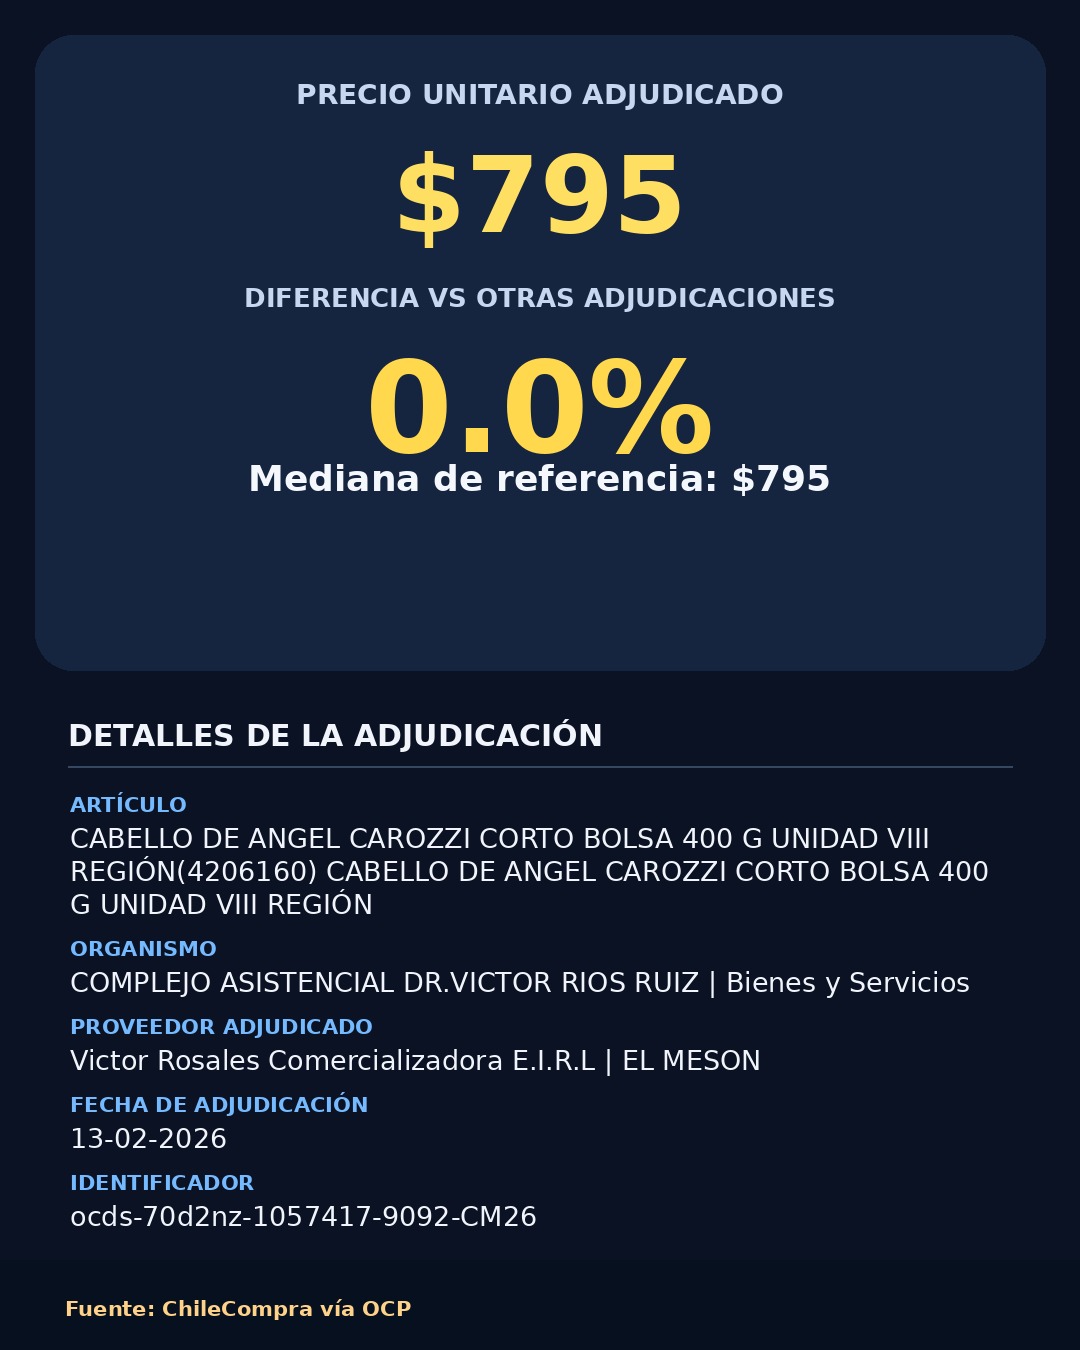 PRECIO UNITARIO ADJUDICADO
$795
DIFERENCIA VS OTRAS ADJUDICACIONES
0.0%
Mediana de referencia: $795
DETALLES DE LA ADJUDICACIÓN
ARTÍCULO
CABELLO DE ANGEL CAROZZI CORTO BOLSA 400 G UNIDAD VIII
REGIÓN(4206160) CABELLO DE ANGEL CAROZZI CORTO BOLSA 400
G UNIDAD VIII REGIÓN
ORGANISMO
COMPLEJO ASISTENCIAL DR.VICTOR RIOS RUIZ | Bienes y Servicios
PROVEEDOR ADJUDICADO
Victor Rosales Comercializadora E.I.R.L | EL MESON
FECHA DE ADJUDICACIÓN
13-02-2026
IDENTIFICADOR
ocds-70d2nz-1057417-9092-CM26
Fuente: ChileCompra vía OCP